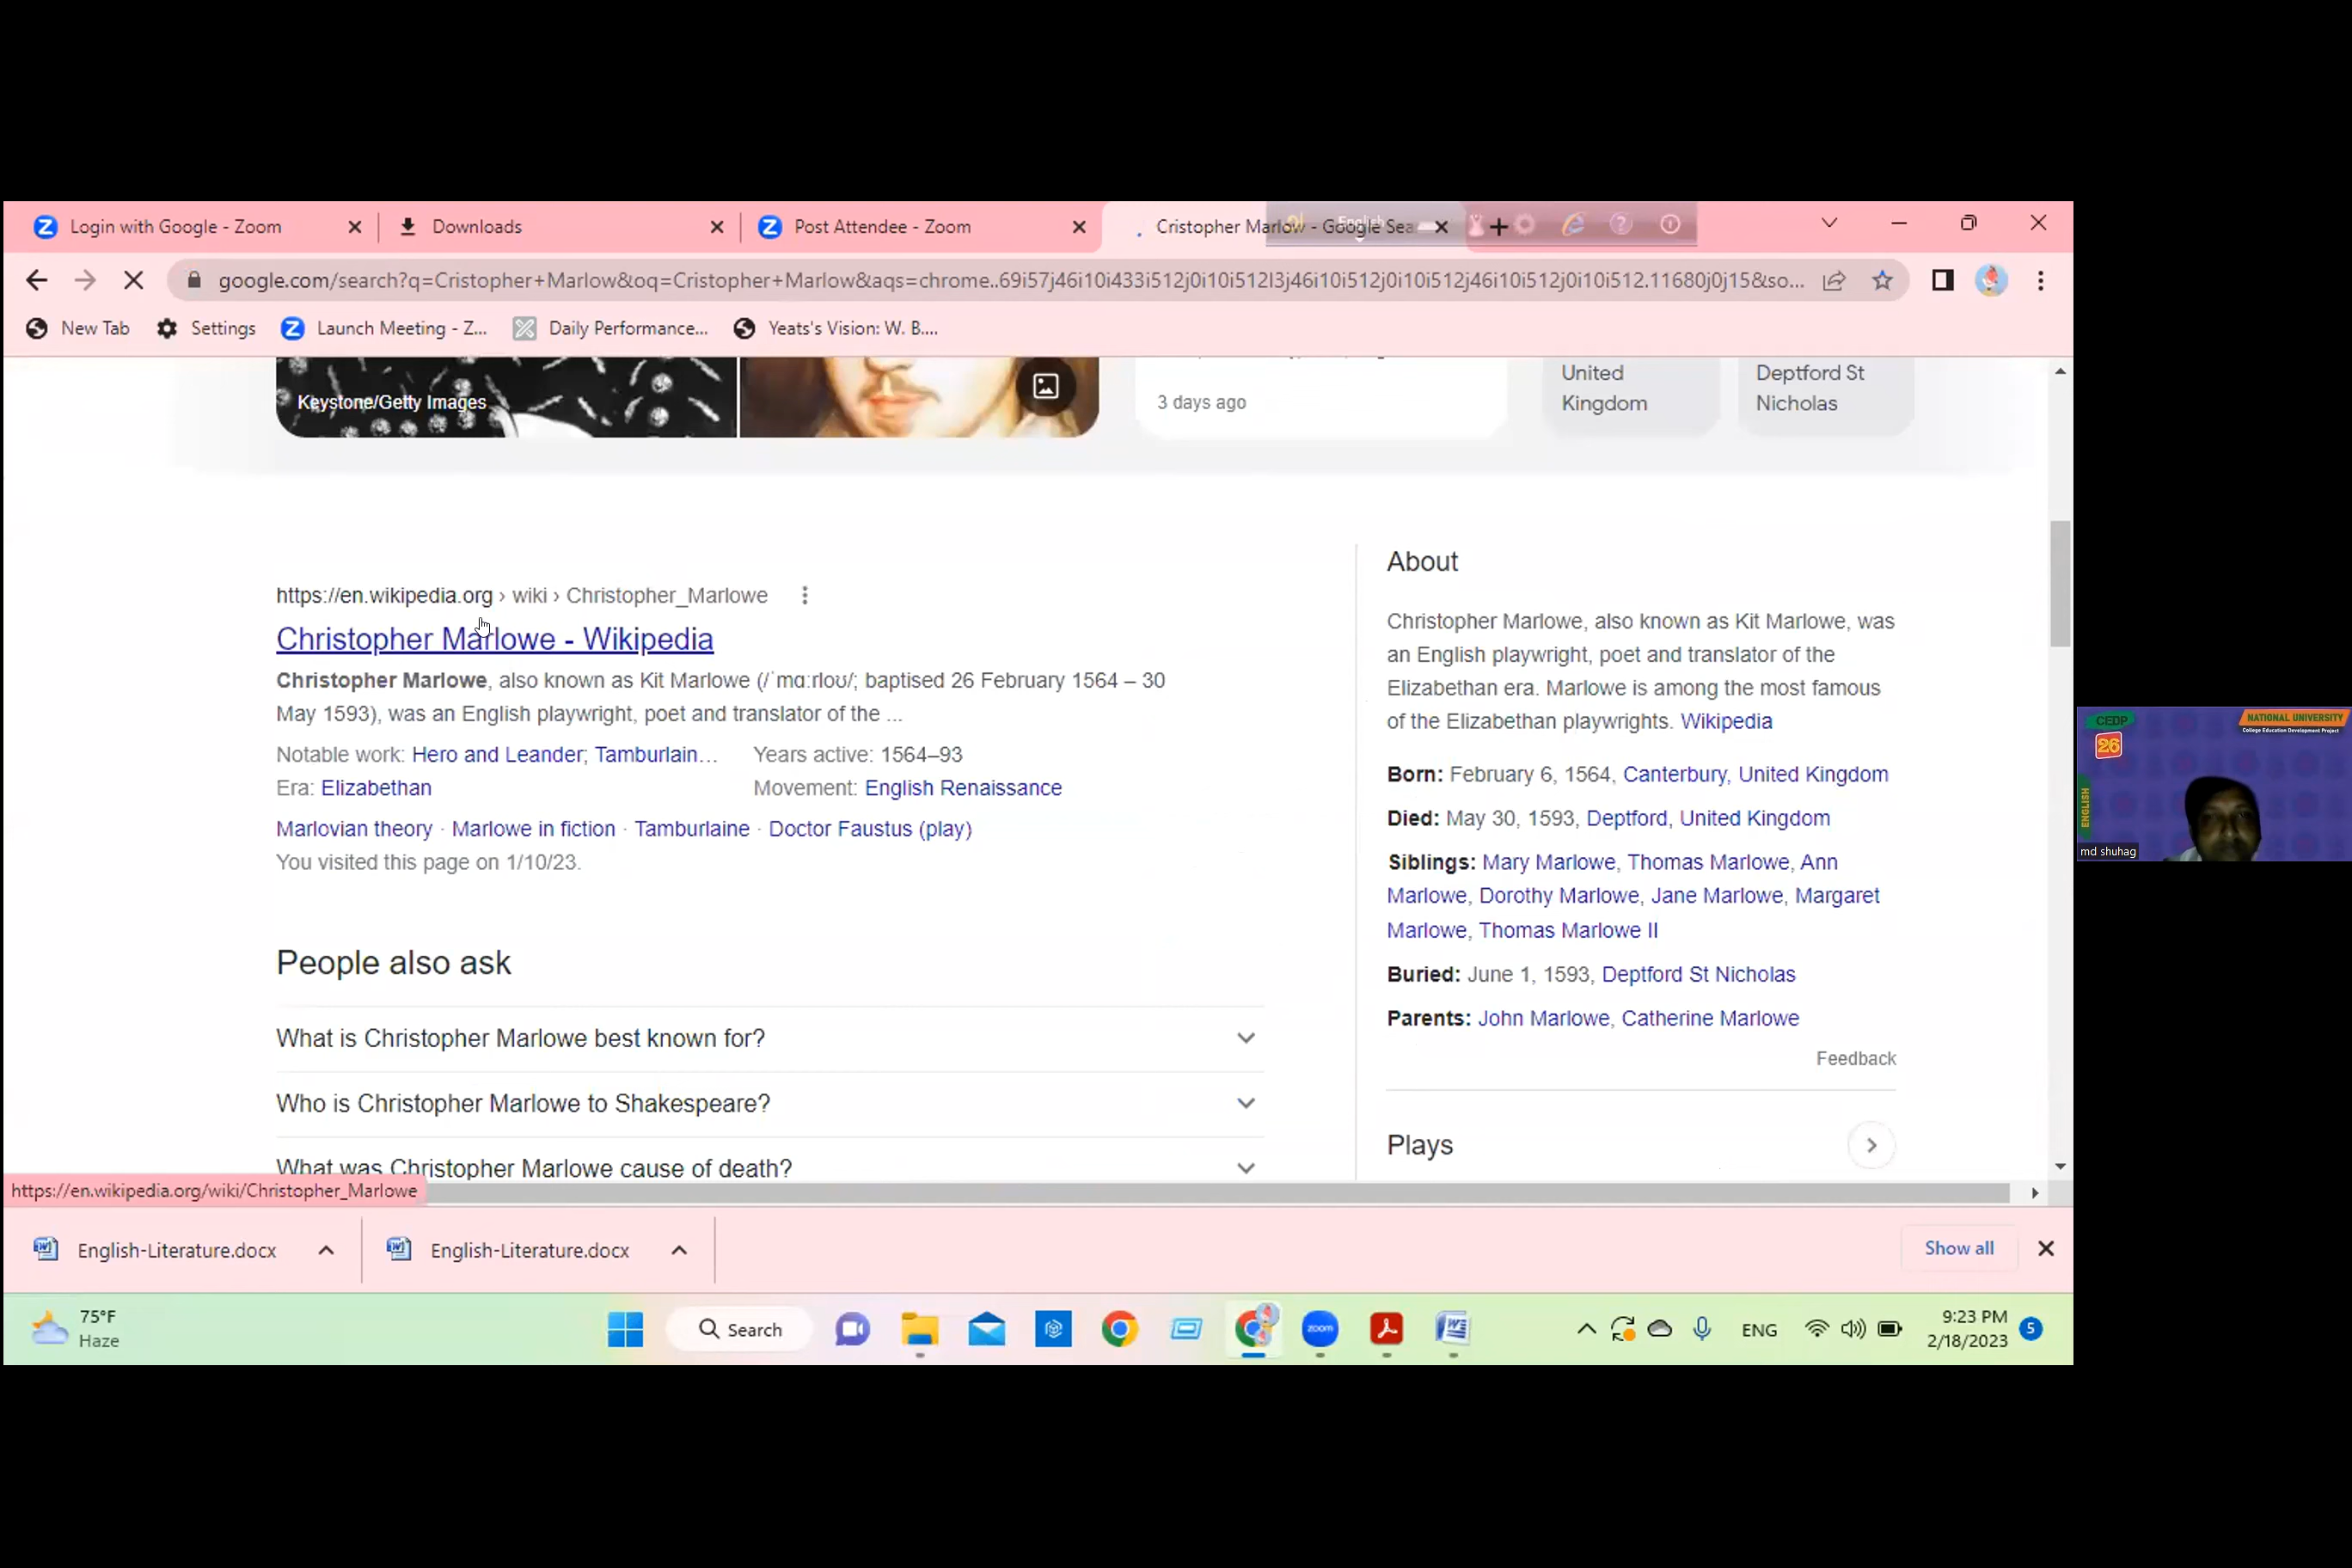 Login with Google - Zoom
Downloads
Post Attendee - Zoom
Cristopher Marlow - Google Sea
English
google.com/search?q=Cristopher+Marlow&oq=Cristopher+Marlow&aqs=chrome..69i57j46i10i433i512j0i10i512l3j46i10i512j0i10i512j46i10i512j0i10i512.11680j0j15&so...
New Tab
Settings
Launch Meeting - Z...
Daily Performance...
Yeats's Vision: W. B....
Keystone/Getty Images
3 days ago
United
Kingdom
Deptford St
Nicholas
https://en.wikipedia.org › wiki › Christopher_Marlowe
Christopher Marlowe - Wikipedia
Christopher Marlowe, also known as Kit Marlowe (/ˈmɑːrloʊ/; baptised 26 February 1564 – 30
May 1593), was an English playwright, poet and translator of the ...
Notable work: Hero and Leander; Tamburlain...
Years active: 1564–93
Era: Elizabethan
Movement: English Renaissance
Marlovian theory · Marlowe in fiction · Tamburlaine · Doctor Faustus (play)
You visited this page on 1/10/23.
People also ask
What is Christopher Marlowe best known for?
Who is Christopher Marlowe to Shakespeare?
What was Christopher Marlowe cause of death?
About
Christopher Marlowe, also known as Kit Marlowe, was
an English playwright, poet and translator of the
Elizabethan era. Marlowe is among the most famous
of the Elizabethan playwrights. Wikipedia
Born: February 6, 1564, Canterbury, United Kingdom
Died: May 30, 1593, Deptford, United Kingdom
Siblings: Mary Marlowe, Thomas Marlowe, Ann
Marlowe, Dorothy Marlowe, Jane Marlowe, Margaret
Marlowe, Thomas Marlowe II
Buried: June 1, 1593, Deptford St Nicholas
Parents: John Marlowe, Catherine Marlowe
Feedback
Plays
https://en.wikipedia.org/wiki/Christopher_Marlowe
English-Literature.docx
English-Literature.docx
Show all
75°F
Haze
Search
zoom
ENG
9:23 PM
2/18/2023
5
CEDP
26
NATIONAL UNIVERSITY
College Education Development Project
ENGLISH
md shuhag